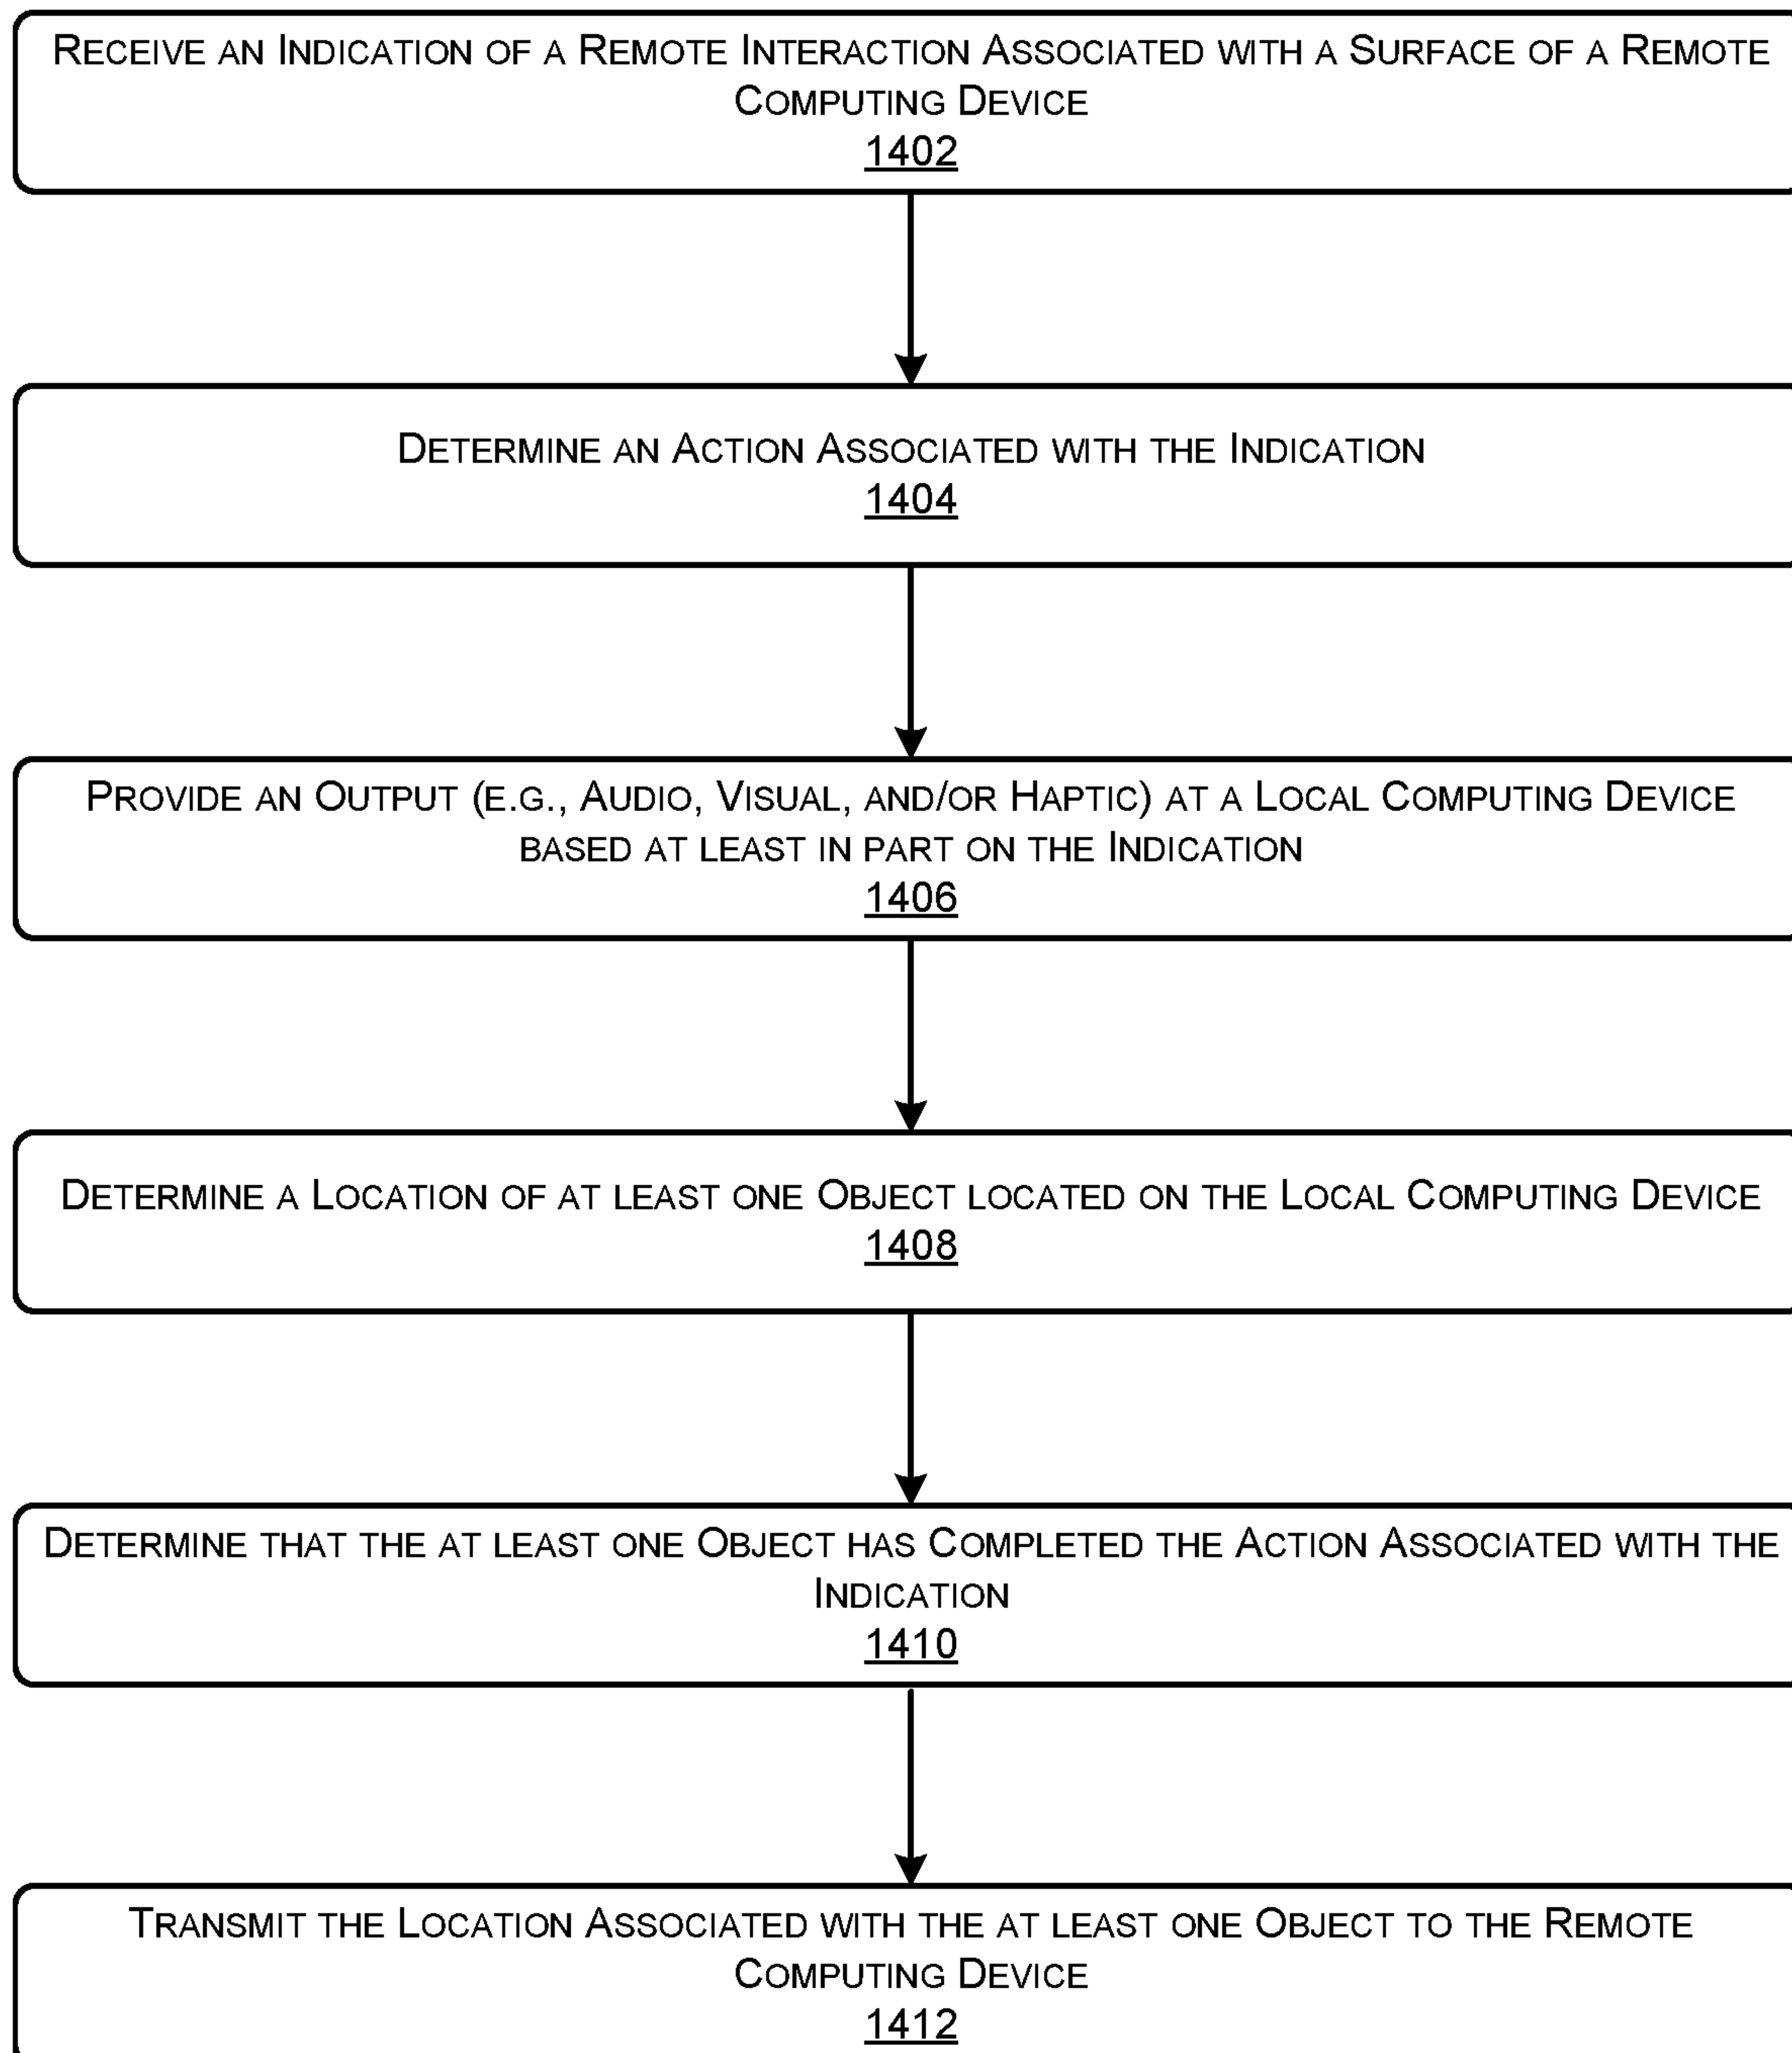 Receive an Indication of a Remote Interaction Associated with a Surface of a Remote
Computing Device
1402
Determine an Action Associated with the Indication
1404
Provide an Output (e.g., Audio, Visual, and/or Haptic) at a Local Computing Device
based at least in part on the Indication
1406
Determine a Location of at least one Object located on the Local Computing Device
1408
Determine that the at least one Object has Completed the Action Associated with the
Indication
1410
Transmit the Location Associated with the at least one Object to the Remote
Computing Device
1412